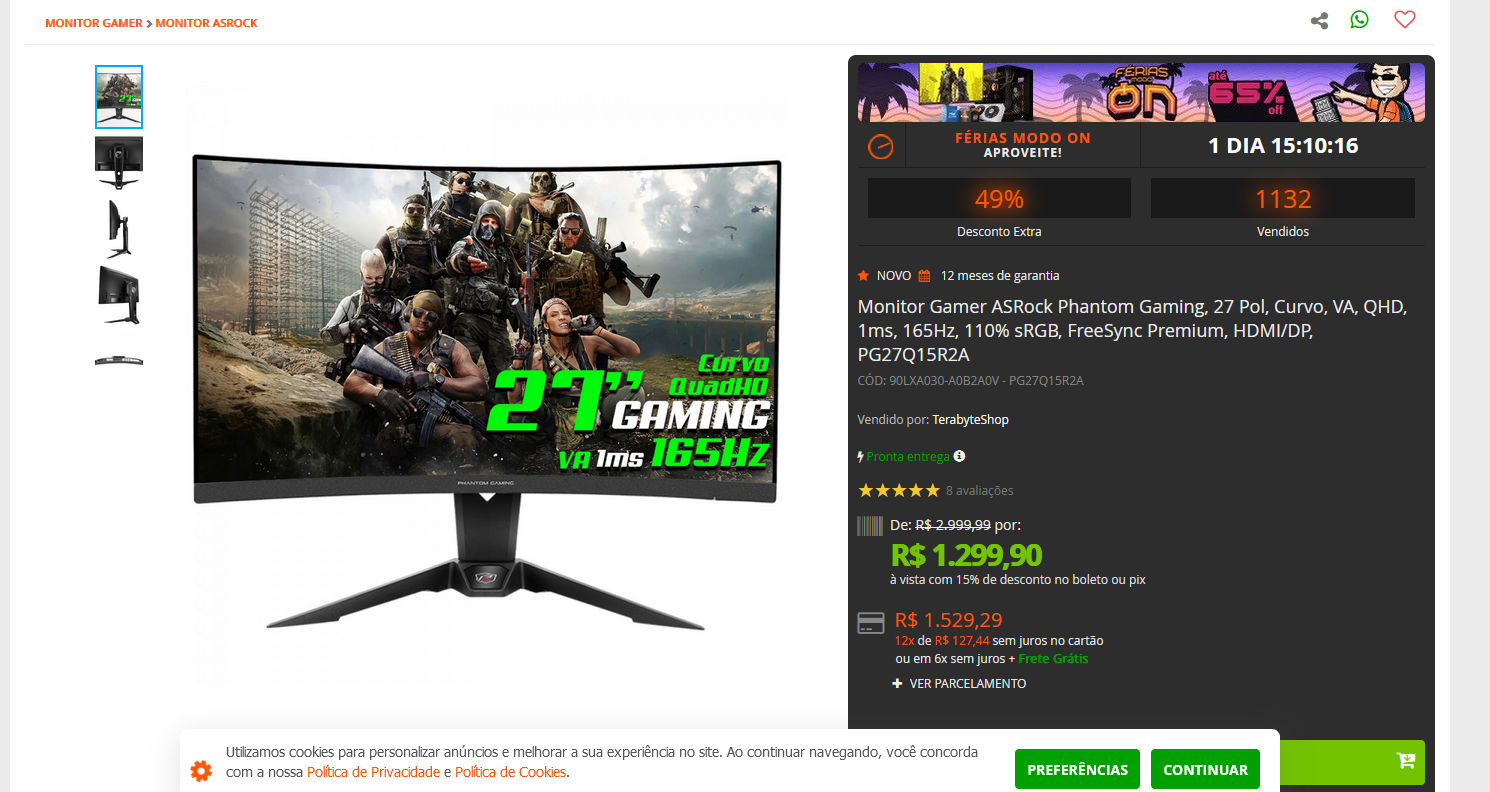 MONITOR GAMER > MONITOR ASROCK
27"
Curvo
QuadHD
27"
GAMING
VA 1ms 165Hz
PHANTOM GAMING
FÉRIAS
MODO
ON
até
65%
off
FÉRIAS MODO ON
APROVEITE!
1 DIA 15:10:16
49%
Desconto Extra
1132
Vendidos
NOVO 12 meses de garantia
Monitor Gamer ASRock Phantom Gaming, 27 Pol, Curvo, VA, QHD,
1ms, 165Hz, 110% sRGB, FreeSync Premium, HDMI/DP,
PG27Q15R2A
CÓD: 90LXA030-A0B2A0V - PG27Q15R2A
Vendido por: TerabyteShop
Pronta entrega
8 avaliações
De: R$ 2.999,99 por:
R$ 1.299,90
à vista com 15% de desconto no boleto ou pix
R$ 1.529,29
12x de R$ 127,44 sem juros no cartão
ou em 6x sem juros + Frete Grátis
+ VER PARCELAMENTO
Utilizamos cookies para personalizar anúncios e melhorar a sua experiência no site. Ao continuar navegando, você concorda
com a nossa Política de Privacidade e Política de Cookies.
PREFERÊNCIAS
CONTINUAR